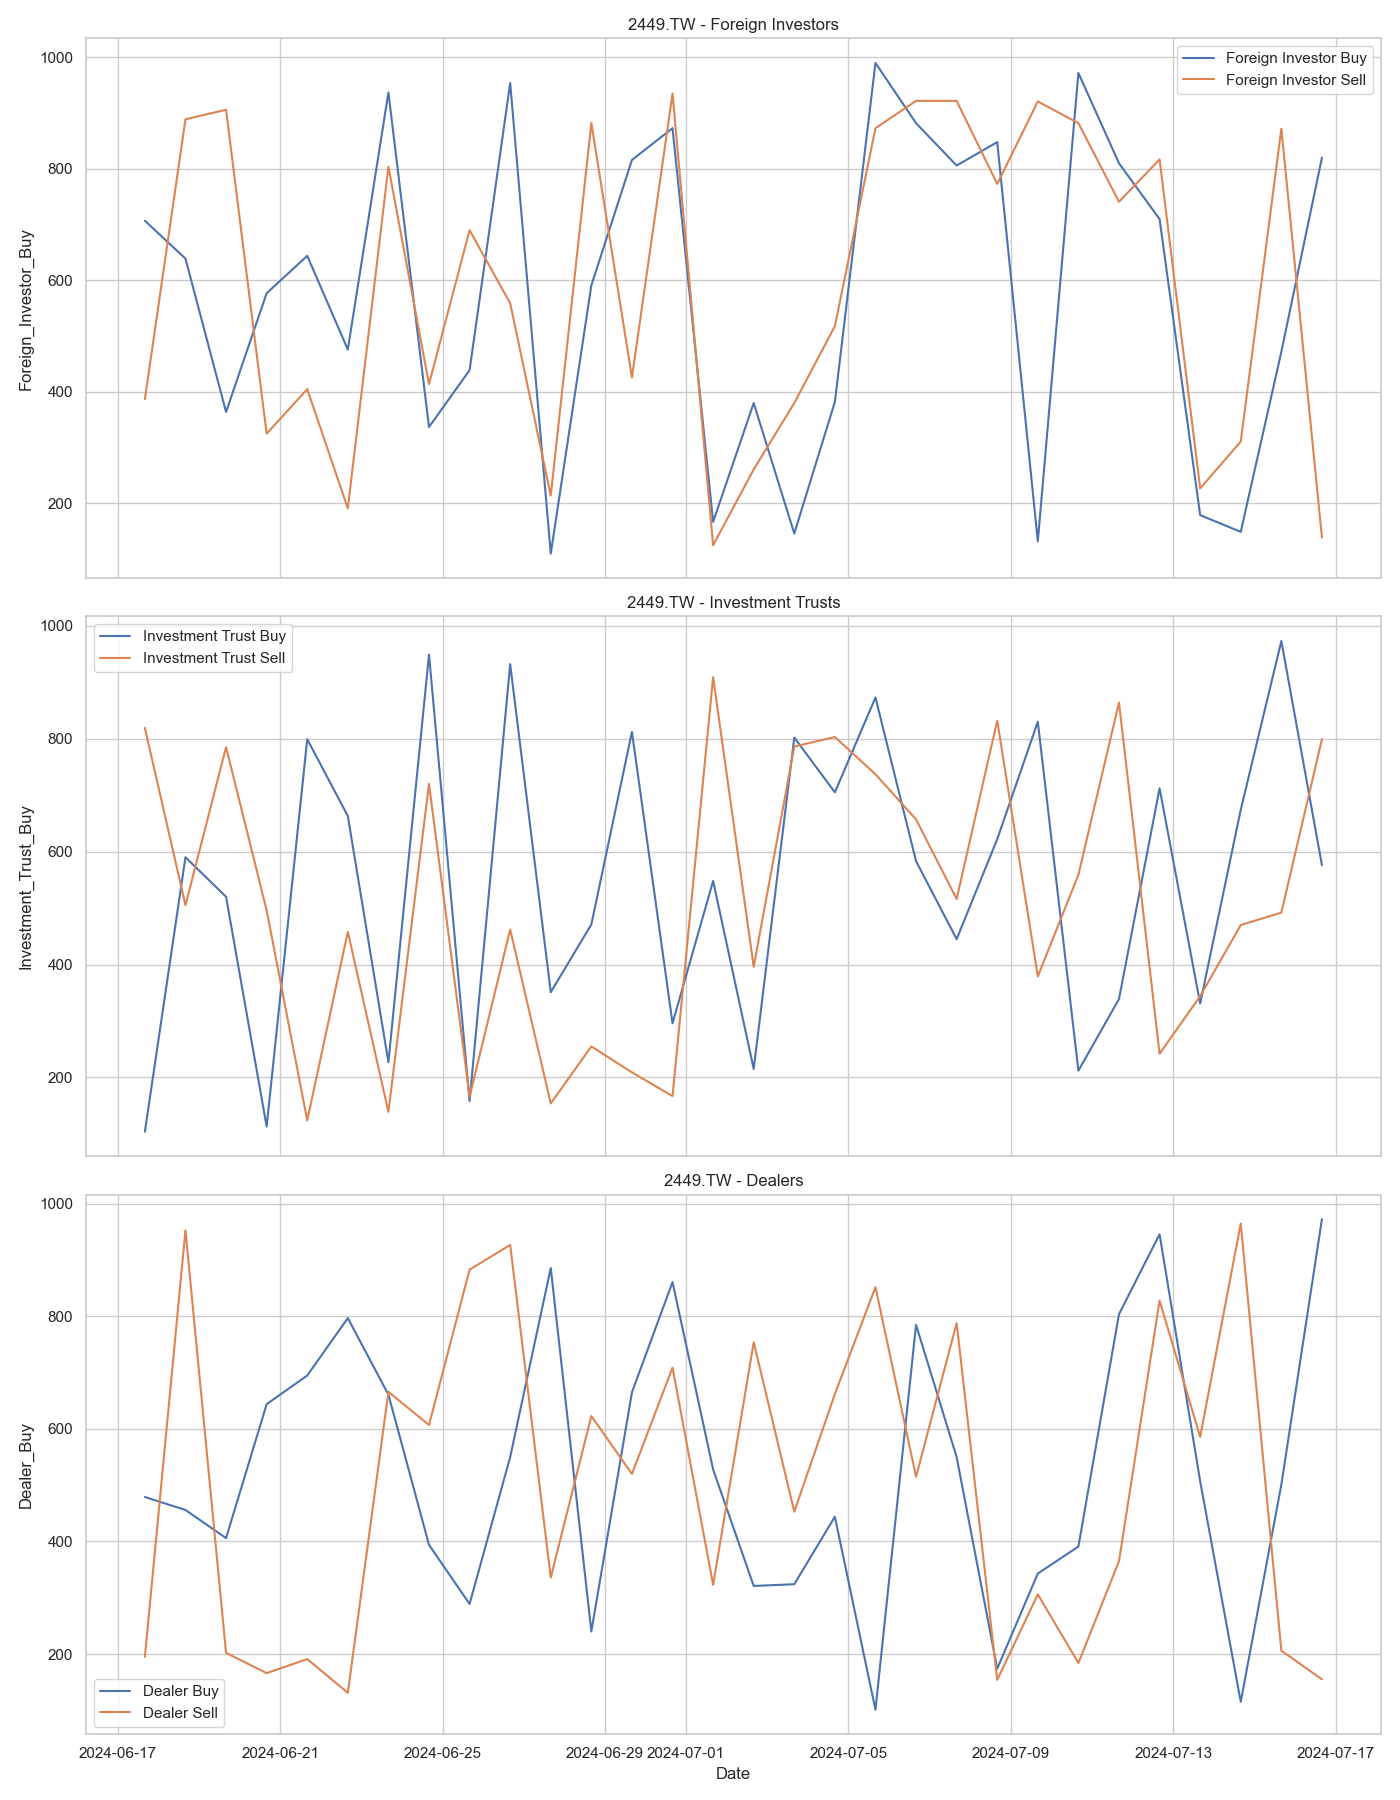 2449.TW - Foreign Investors
Foreign_Investor_Buy
1000
800
600
400
200
Foreign Investor Buy
Foreign Investor Sell
2449.TW - Investment Trusts
Investment_Trust_Buy
1000
800
600
400
200
Investment Trust Buy
Investment Trust Sell
2449.TW - Dealers
Dealer_Buy
1000
800
600
400
200
Dealer Buy
Dealer Sell
2024-06-17 2024-06-21 2024-06-25 2024-06-29 2024-07-01 2024-07-05 2024-07-09 2024-07-13 2024-07-17
Date